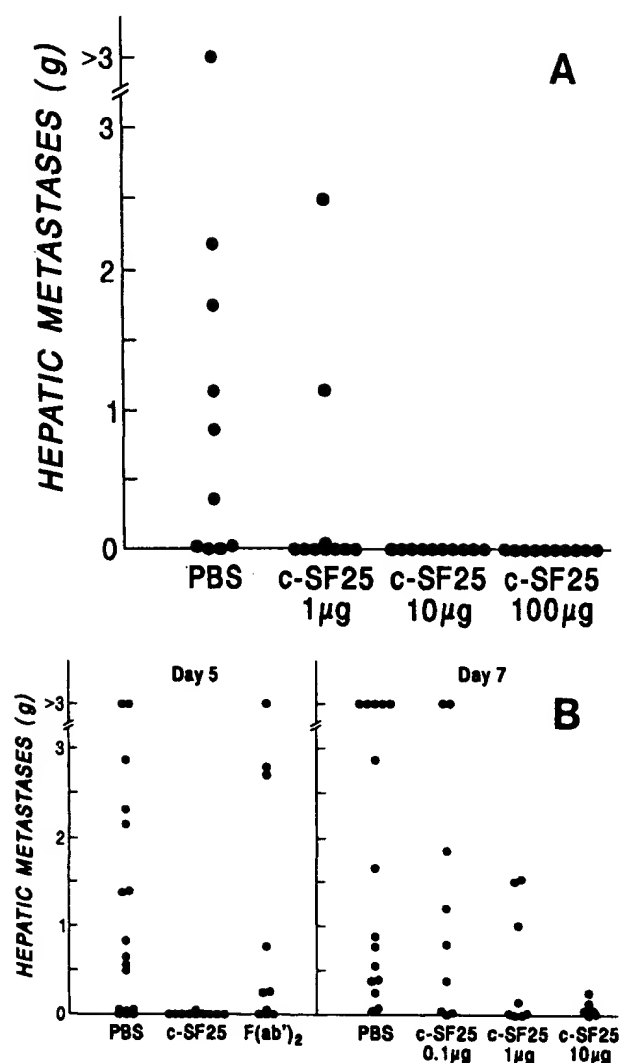 A
HEPATIC METASTASES (g)
>3
3
2
1
0
PBS c-SF25 c-SF25 c-SF25
1µg 10µg 100µg
B
Day 5 Day 7
HEPATIC METASTASES (g)
>3
3
2
1
0
PBS c-SF25 F(ab')₂ PBS c-SF25 c-SF25 c-SF25
0.1µg 1µg 10µg